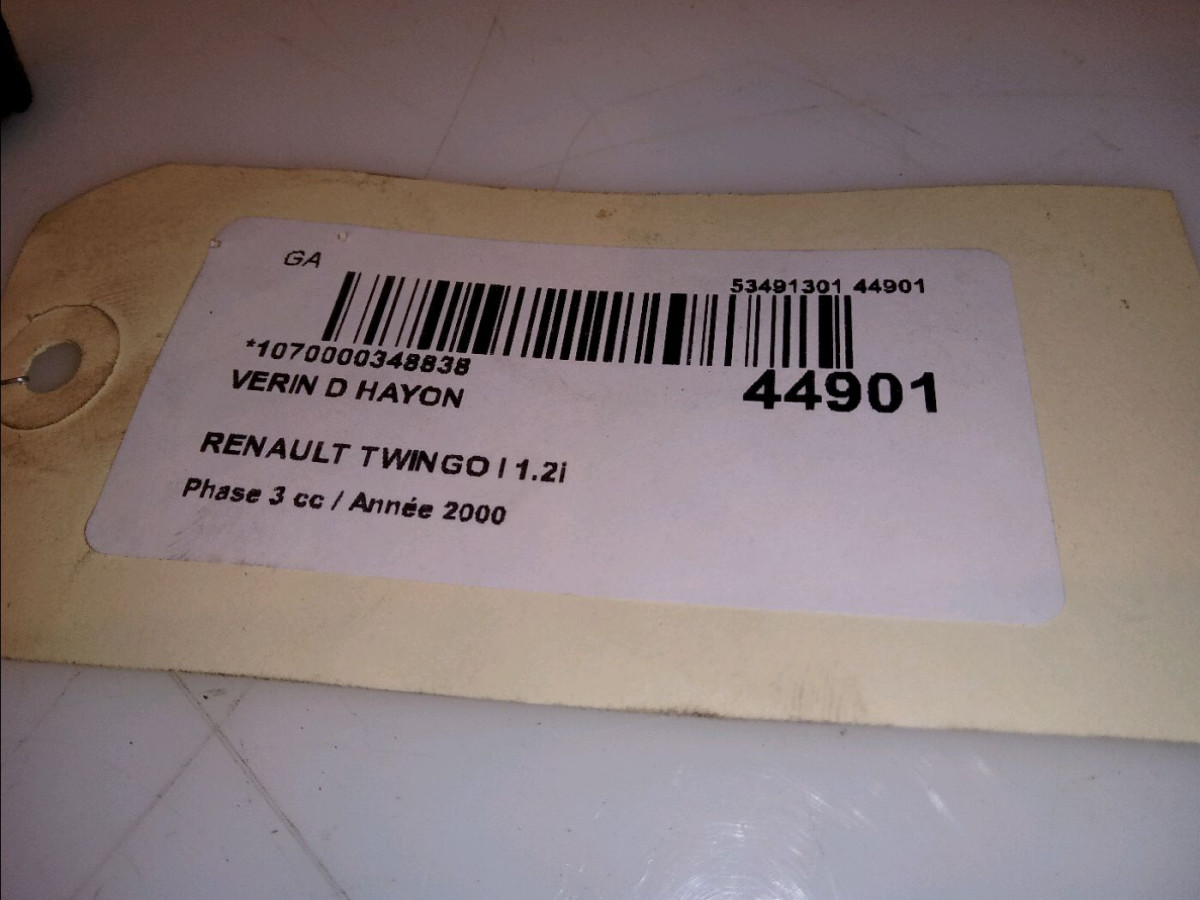 GA
53491301 44901
*1070000348838
44901
VERIN D HAYON
RENAULT TWINGO I 1.2i
Phase 3 cc / Année 2000